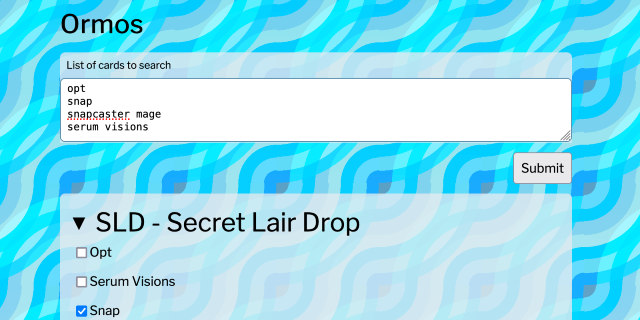 Ormos
List of cards to search
opt
snap
snapcaster mage
serum visions
Submit
▼ SLD - Secret Lair Drop
Opt
Serum Visions
Snap